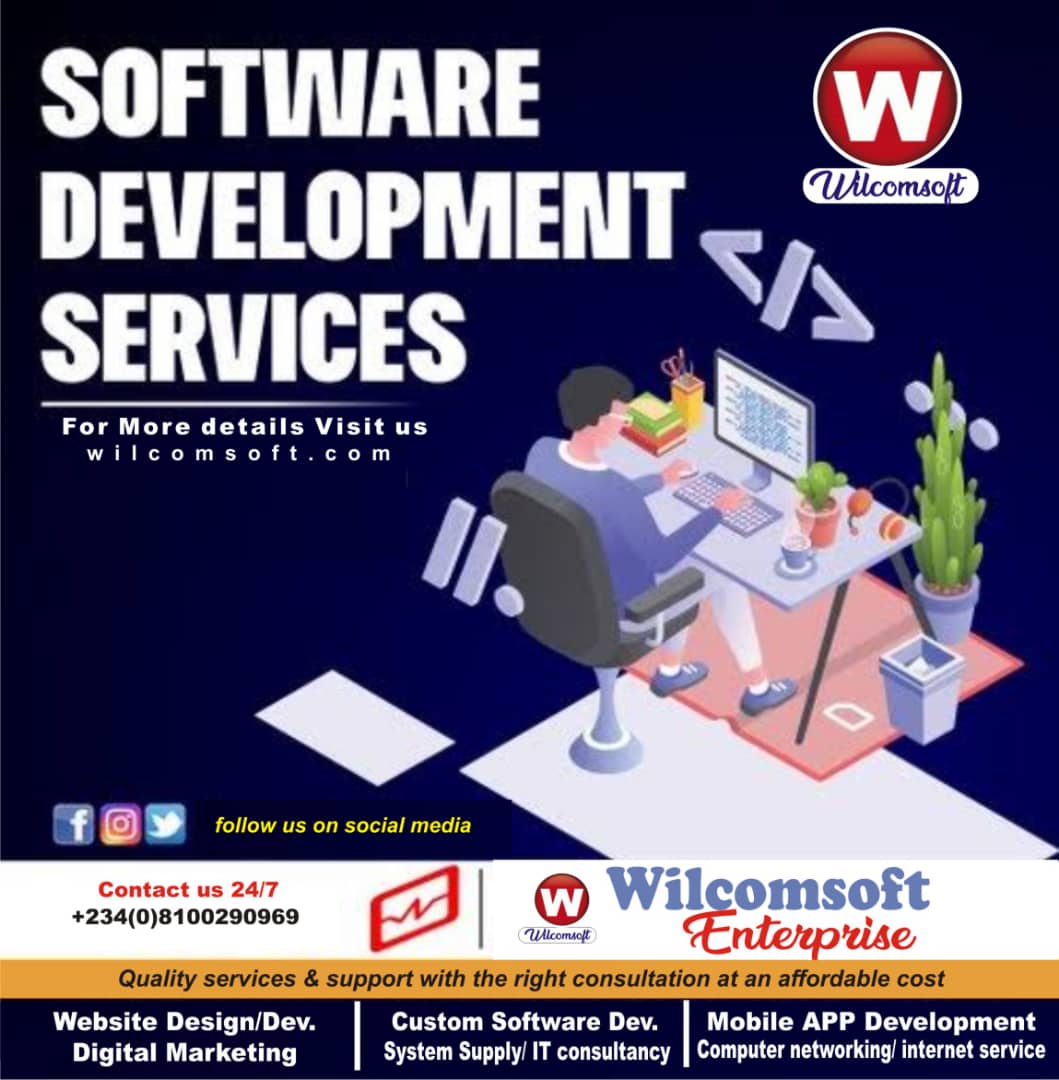 SOFTWARE
DEVELOPMENT
SERVICES
W
Wilcomsoft
</>
For More details Visit us
wilcomsoft.com
follow us on social media
Contact us 24/7
+234(0)8100290969
W
Wilcomsoft
Wilcomsoft
Enterprise
Quality services & support with the right consultation at an affordable cost
Website Design/Dev.
Digital Marketing
Custom Software Dev.
System Supply/ IT consultancy
Mobile APP Development
Computer networking/ internet service